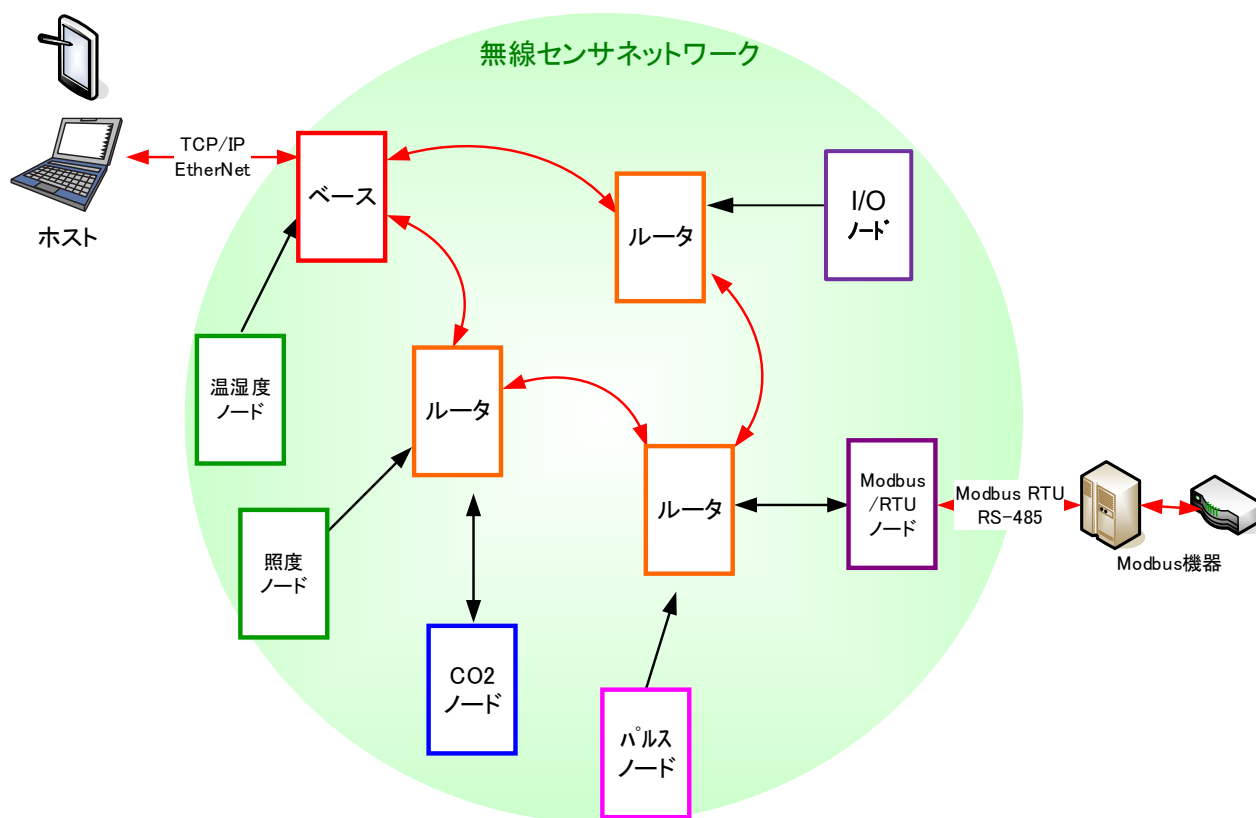 無線センサネットワーク
TCP/IP
EtherNet
ホスト
ベース
ルータ
I/O
ノード
温湿度
ノード
ルータ
照度
ノード
ルータ
Modbus
/RTU
ノード
Modbus RTU
RS-485
Modbus機器
CO2
ノード
パルス
ノード